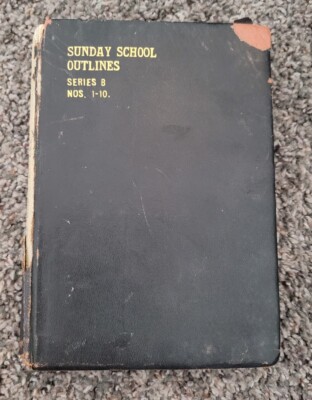 SUNDAY SCHOOL
OUTLINES
SERIES B
NOS. 1-10.